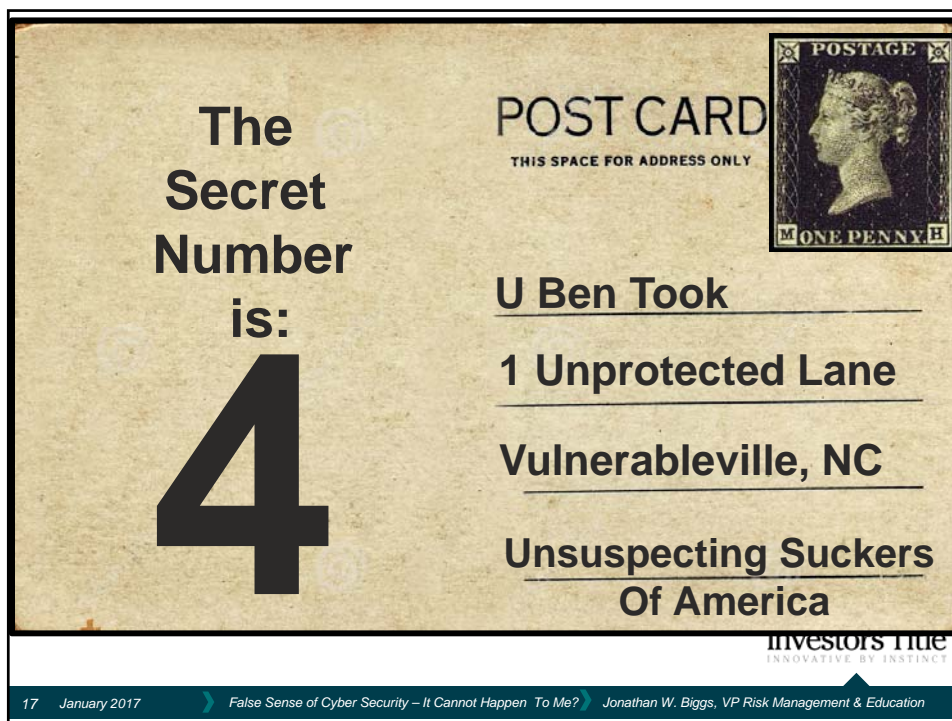 The
Secret
Number
is:
4
POST CARD
THIS SPACE FOR ADDRESS ONLY
POSTAGE
M ONE PENNY H
U Ben Took
1 Unprotected Lane
Vulnerableville, NC
Unsuspecting Suckers
Of America
Investors Title
INNOVATIVE BY INSTINCT
17 January 2017 False Sense of Cyber Security – It Cannot Happen To Me? Jonathan W. Biggs, VP Risk Management & Education